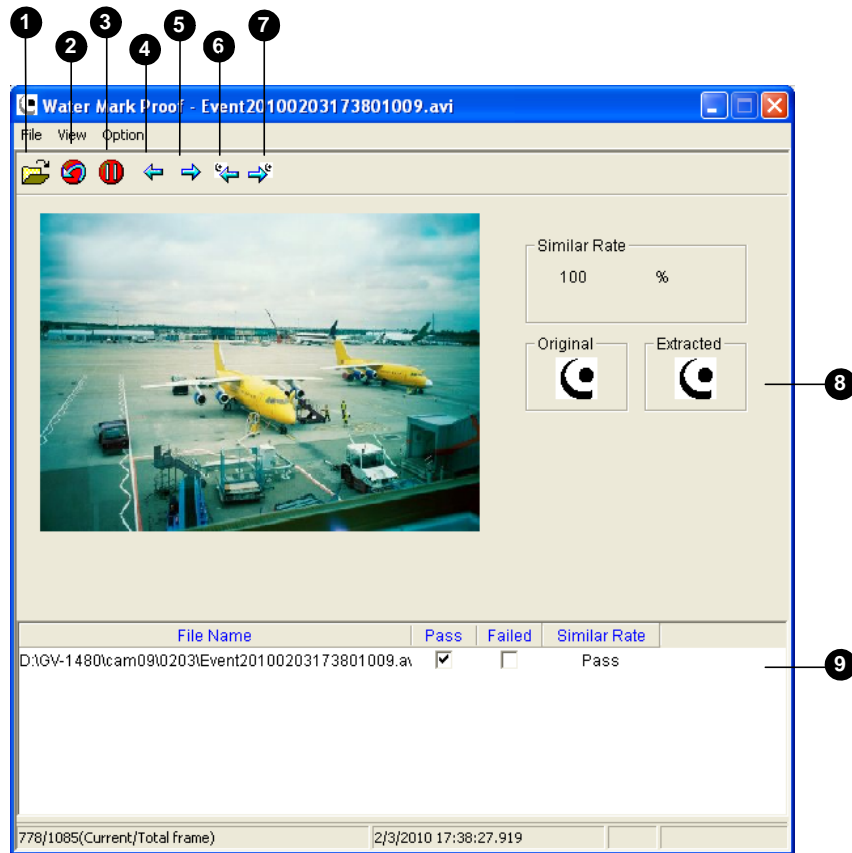 1 2 3 4 5 6 7
Water Mark Proof - Event20100203173801009.avi
File View Option
Similar Rate
100 %
Original Extracted
8
File Name Pass Failed Similar Rate
D:\GV-1480\cam09\0203\Event20100203173801009.av Pass
9
778/1085(Current/Total frame) 2/3/2010 17:38:27.919